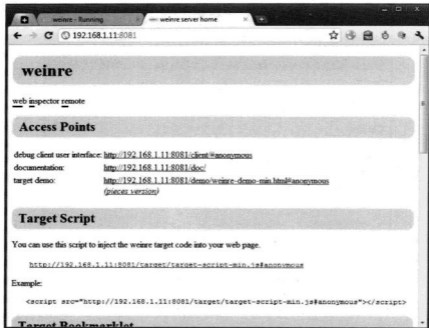 weinre - Running
weinre server home
192.168.1.11:8081
weinre
web inspector remote
Access Points
debug client user interface: http://192.168.1.11:8081/client/#anonymous
documentation: http://192.168.1.11:8081/doc/
target demo: http://192.168.1.11:8081/demo/weinre-demo-min.html#anonymous
(pieces version)
Target Script
You can use this script to inject the weinre target code into your web page.
http://192.168.1.11:8081/target/target-script-min.js#anonymous
Example:
<script src="http://192.168.1.11:8081/target/target-script-min.js#anonymous"></script>
Target Bookmarklet